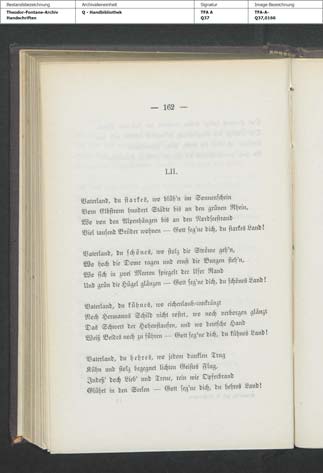 Bestandsbezeichnung Archivalieneinheit Signatur Image Bezeichnung
Theodor-Fontane-Archiv Q - Handbibliothek TFA A TFA-A-
Handschriften Q37 Q37,0166
— 162 —
LII.
Vaterland, du starkes, wo blüh'n im Sonnenschein
Vom Elbstrom hundert Städte bis an den grünen Rhein,
Wo von den Alpenhängen bis an den Nordseestrand
Viel tausend Brüder wohnen — Gott seg'ne dich, du starkes Land!
Vaterland, du schönes, wo stolz die Ströme geh'n,
Wo hoch die Dome ragen und ernst die Burgen steh'n,
Wo sich in zwei Meeren spiegelt der Ufer Rand
Und grün die Hügel glänzen — Gott seg'ne dich, du schönes Land!
Vaterland, du kühnes, wo eichenlaub-umkränzt
Noch Hermanns Schild nicht rostet, wo noch verborgen glänzt
Das Schwert der Hohenstaufen, und wo deutsche Hand
Weiß Beides noch zu führen — Gott seg'ne dich, du kühnes Land!
Vaterland, du hehres, wo jedem dunklen Trug
Kühn und stolz begegnet lichten Geistes Flug,
Indeß' doch Lieb' und Treue, rein wie Opferbrand
Glühet in den Seelen — Gott seg'ne dich, du hehres Land!